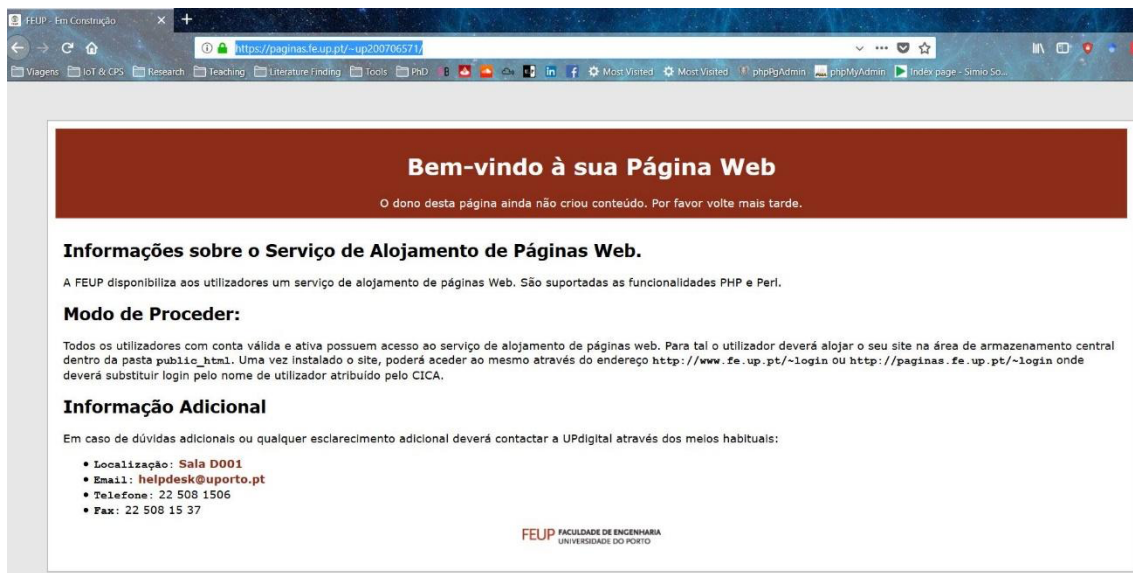 FEUP - Em Construção
https://paginas.fe.up.pt/~up200706571/
Viagens IoT & CPS Research Teaching Literature Finding Tools PhD Most Visited Most Visited phpPgAdmin phpMyAdmin Index page - Simio So...
Bem-vindo à sua Página Web
O dono desta página ainda não criou conteúdo. Por favor volte mais tarde.
Informações sobre o Serviço de Alojamento de Páginas Web.
A FEUP disponibiliza aos utilizadores um serviço de alojamento de páginas Web. São suportadas as funcionalidades PHP e Perl.
Modo de Proceder:
Todos os utilizadores com conta válida e ativa possuem acesso ao serviço de alojamento de páginas web. Para tal o utilizador deverá alojar o seu site na área de armazenamento central
dentro da pasta public_html. Uma vez instalado o site, poderá aceder ao mesmo através do endereço http://www.fe.up.pt/~login ou http://paginas.fe.up.pt/~login onde
deverá substituir login pelo nome de utilizador atribuído pelo CICA.
Informação Adicional
Em caso de dúvidas adicionais ou qualquer esclarecimento adicional deverá contactar a UPdigital através dos meios habituais:
• Localização: Sala D001
• Email: helpdesk@uporto.pt
• Telefone: 22 508 1506
• Fax: 22 508 15 37
FEUP FACULDADE DE ENGENHARIA
UNIVERSIDADE DO PORTO